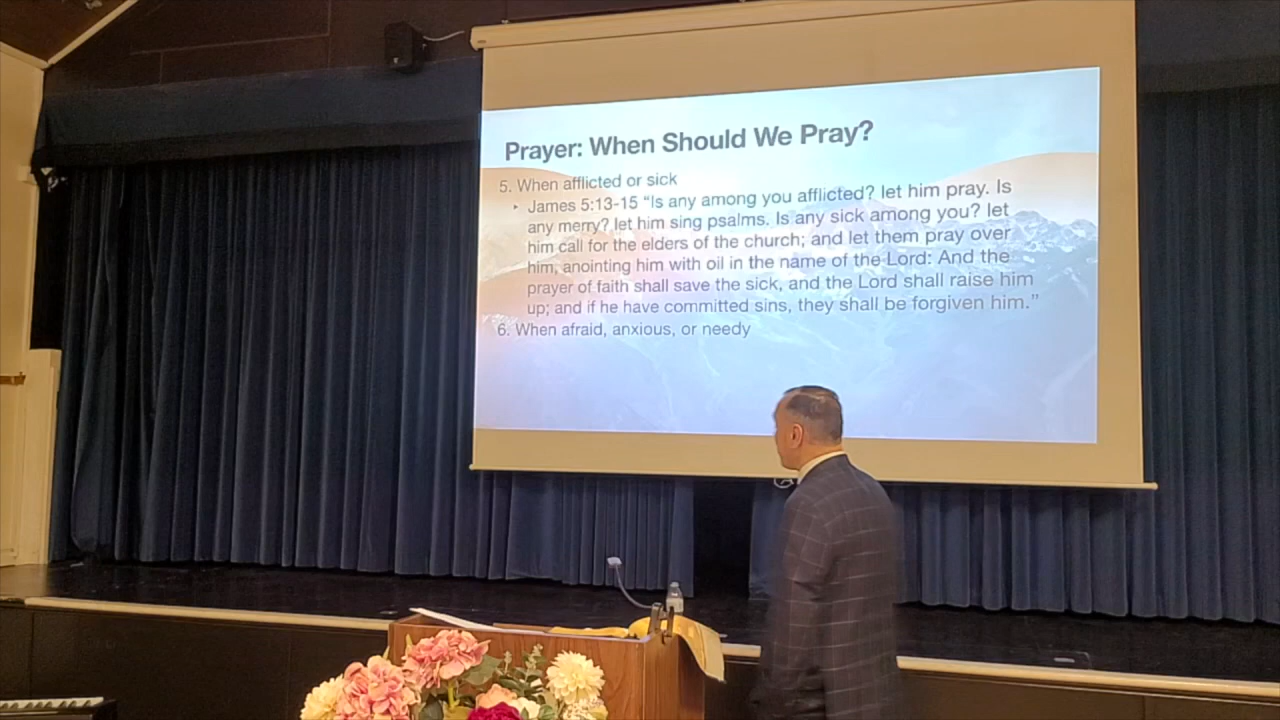 Prayer: When Should We Pray?
5. When afflicted or sick
‣ James 5:13-15 “Is any among you afflicted? let him pray. Is
any merry? let him sing psalms. Is any sick among you? let
him call for the elders of the church; and let them pray over
him, anointing him with oil in the name of the Lord: And the
prayer of faith shall save the sick, and the Lord shall raise him
up; and if he have committed sins, they shall be forgiven him.”
6. When afraid, anxious, or needy